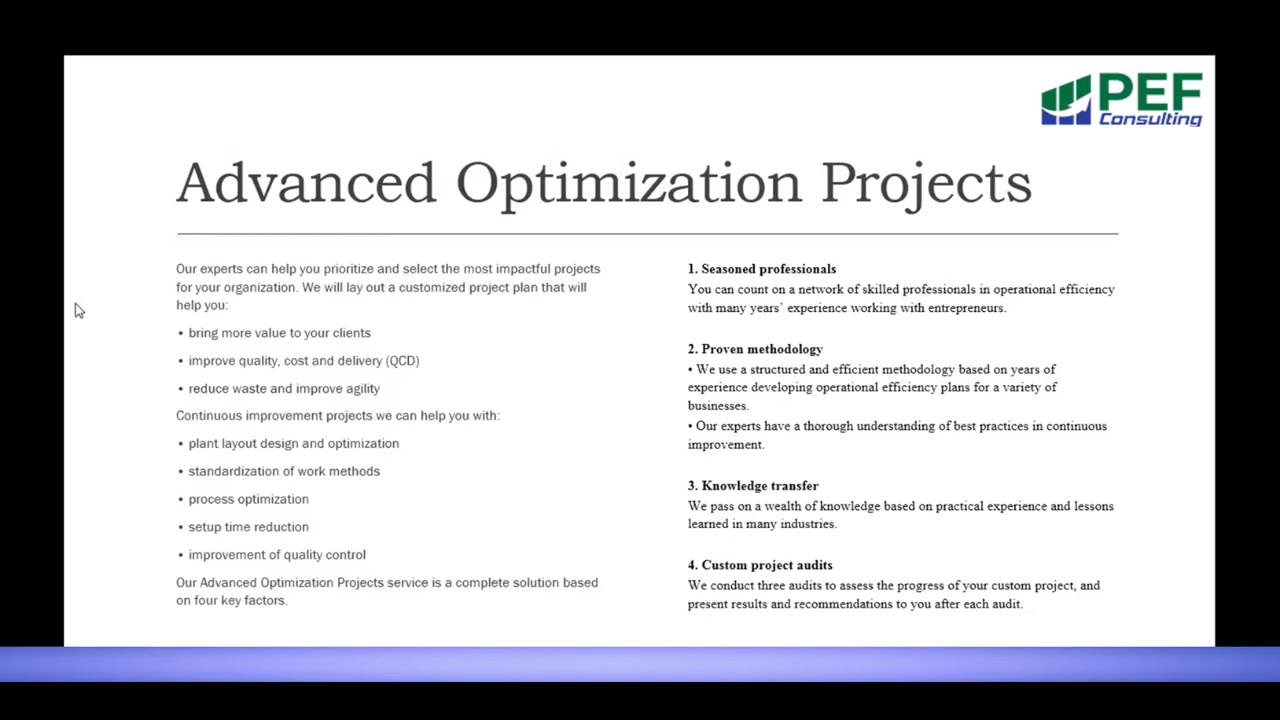 PEF
Consulting
Advanced Optimization Projects
Our experts can help you prioritize and select the most impactful projects
for your organization. We will lay out a customized project plan that will
help you:
• bring more value to your clients
• improve quality, cost and delivery (QCD)
• reduce waste and improve agility
Continuous improvement projects we can help you with:
• plant layout design and optimization
• standardization of work methods
• process optimization
• setup time reduction
• improvement of quality control
Our Advanced Optimization Projects service is a complete solution based
on four key factors.
1. Seasoned professionals
You can count on a network of skilled professionals in operational efficiency
with many years’ experience working with entrepreneurs.
2. Proven methodology
• We use a structured and efficient methodology based on years of
experience developing operational efficiency plans for a variety of
businesses.
• Our experts have a thorough understanding of best practices in continuous
improvement.
3. Knowledge transfer
We pass on a wealth of knowledge based on practical experience and lessons
learned in many industries.
4. Custom project audits
We conduct three audits to assess the progress of your custom project, and
present results and recommendations to you after each audit.